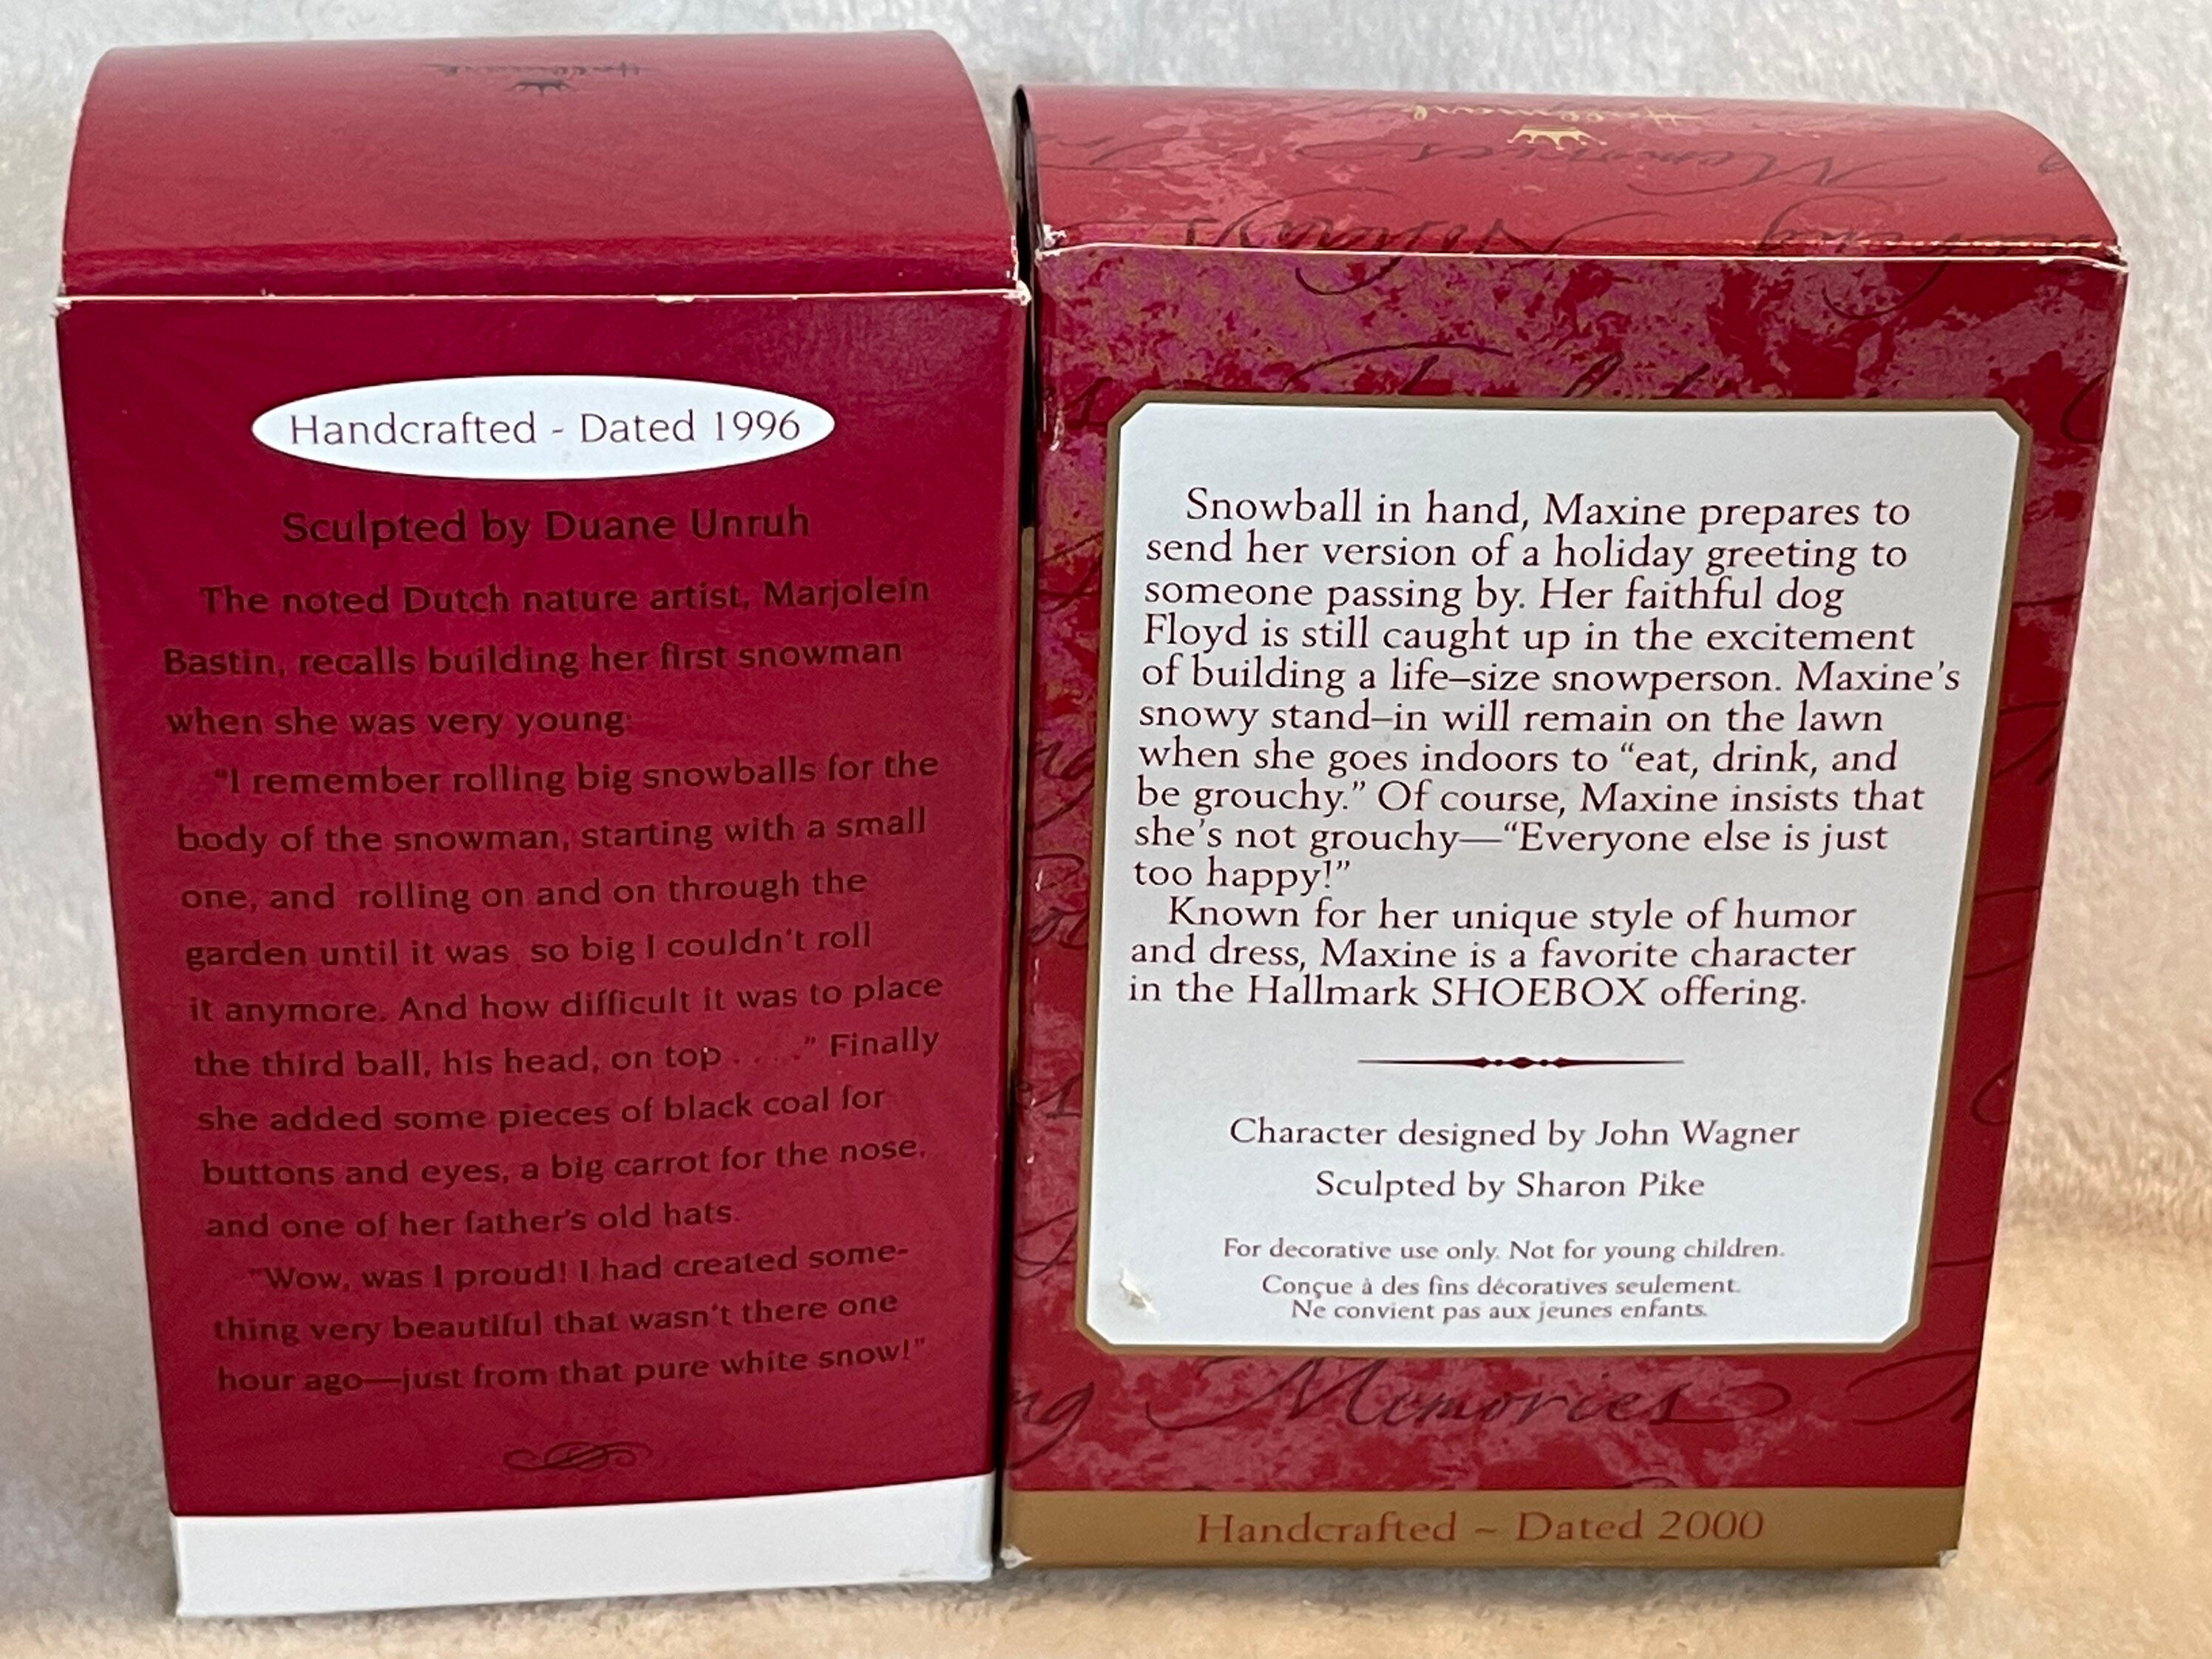 Hallmark
Handcrafted - Dated 1996
Sculpted by Duane Unruh
The noted Dutch nature artist, Marjolein
Bastin, recalls building her first snowman
when she was very young:
"I remember rolling big snowballs for the
body of the snowman, starting with a small
one, and rolling on and on through the
garden until it was so big I couldn't roll
it anymore. And how difficult it was to place
the third ball, his head, on top . . . ." Finally
she added some pieces of black coal for
buttons and eyes, a big carrot for the nose,
and one of her father's old hats.
"Wow, was I proud! I had created some-
thing very beautiful that wasn't there one
hour ago—just from that pure white snow!"
Hallmark
Memories
Snowball in hand, Maxine prepares to
send her version of a holiday greeting to
someone passing by. Her faithful dog
Floyd is still caught up in the excitement
of building a life–size snowperson. Maxine's
snowy stand–in will remain on the lawn
when she goes indoors to “eat, drink, and
be grouchy.” Of course, Maxine insists that
she's not grouchy—“Everyone else is just
too happy!”
Known for her unique style of humor
and dress, Maxine is a favorite character
in the Hallmark SHOEBOX offering.
Character designed by John Wagner
Sculpted by Sharon Pike
For decorative use only. Not for young children.
Conçue à des fins décoratives seulement.
Ne convient pas aux jeunes enfants.
Memories
Handcrafted ~ Dated 2000